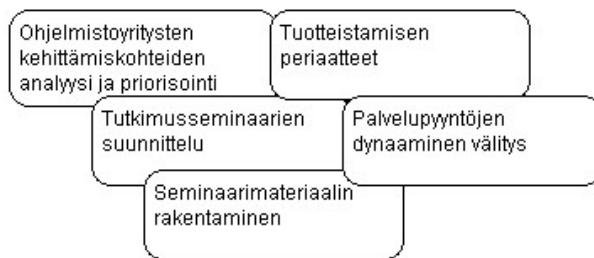 Ohjelmistoyritysten
kehittämiskohteiden
analyysi ja priorisointi
Tuotteistamisen
periaatteet
Tutkimusseminaarien
suunnittelu
Palvelupyyntöjen
dynaaminen välitys
Seminaarimateriaalin
rakentaminen